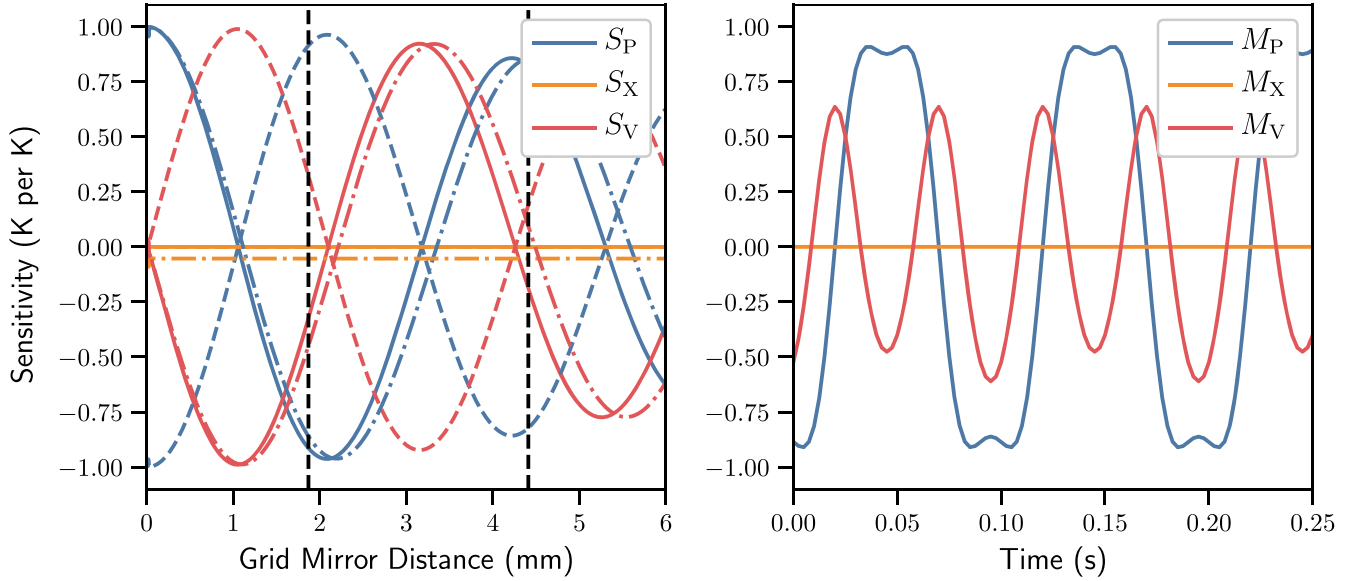 Sensitivity (K per K)
1.00
0.75
0.50
0.25
0.00
−0.25
−0.50
−0.75
−1.00
S_P
S_X
S_V
0 1 2 3 4 5 6
Grid Mirror Distance (mm)
1.00
0.75
0.50
0.25
0.00
−0.25
−0.50
−0.75
−1.00
M_P
M_X
M_V
0.00 0.05 0.10 0.15 0.20 0.25
Time (s)